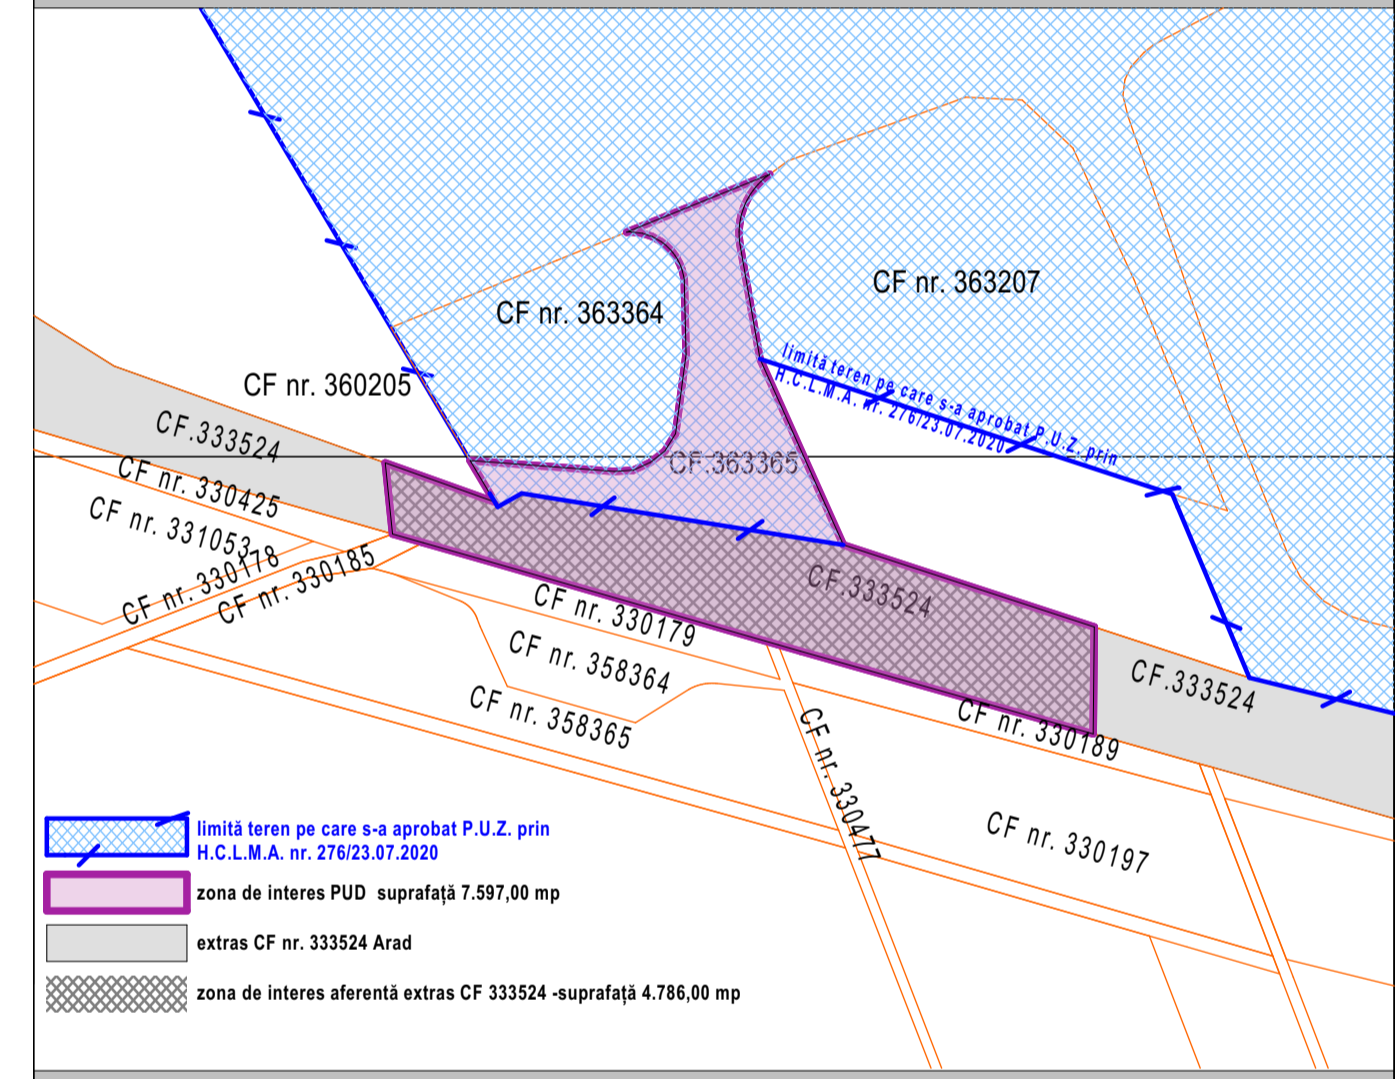 CF nr. 363207
CF nr. 363364
limită teren pe care s-a aprobat P.U.Z. prin
H.C.L.M.A. nr. 276/23.07.2020
CF nr. 360205
CF.333524
CF.363365
CF nr. 330425
CF nr. 331053
CF nr. 330178
CF nr. 330185
CF.333524
CF nr. 330179
CF nr. 358364
CF.333524
CF nr. 358365
CF nr. 330189
CF nr. 330477
CF nr. 330197
limită teren pe care s-a aprobat P.U.Z. prin
H.C.L.M.A. nr. 276/23.07.2020
zona de interes PUD suprafață 7.597,00 mp
extras CF nr. 333524 Arad
zona de interes aferentă extras CF 333524 -suprafață 4.786,00 mp